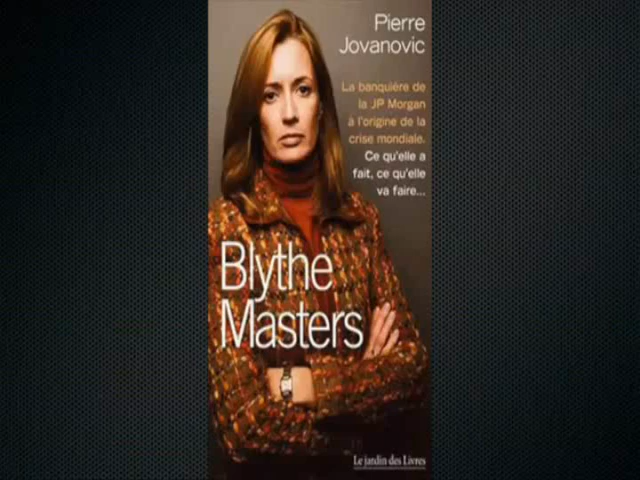 Pierre
Jovanovic
La banquière de
la JP Morgan
à l'origine de la
crise mondiale.
Ce qu'elle a
fait, ce qu'elle
va faire...
Blythe
Masters
Le jardin des Livres